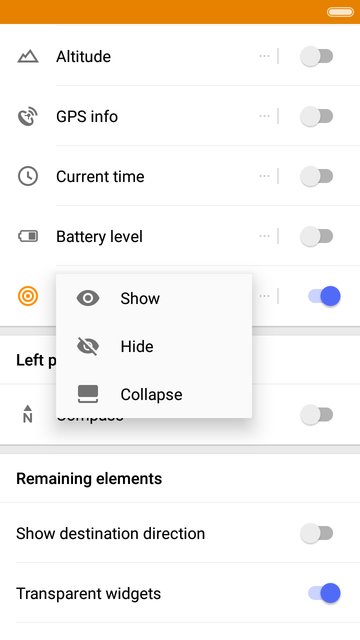 Altitude
GPS info
Current time
Battery level
Show
Hide
Left p
Collapse
Compass
N
Remaining elements
Show destination direction
Transparent widgets